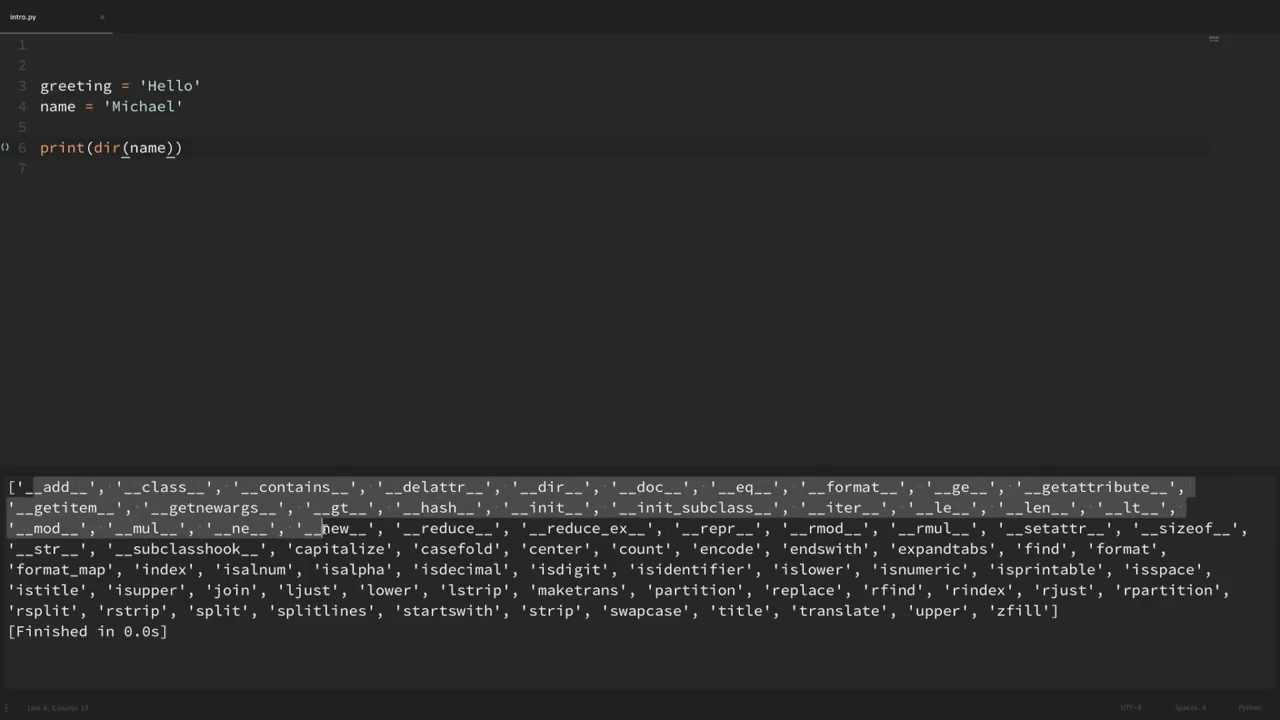 intro.py ×
1
2
3 greeting = 'Hello'
4 name = 'Michael'
5
() 6 print(dir(name))
7
['__add__', '__class__', '__contains__', '__delattr__', '__dir__', '__doc__', '__eq__', '__format__', '__ge__', '__getattribute__',
'__getitem__', '__getnewargs__', '__gt__', '__hash__', '__init__', '__init_subclass__', '__iter__', '__le__', '__len__', '__lt__',
'__mod__', '__mul__', '__ne__', '__new__', '__reduce__', '__reduce_ex__', '__repr__', '__rmod__', '__rmul__', '__setattr__', '__sizeof__',
'__str__', '__subclasshook__', 'capitalize', 'casefold', 'center', 'count', 'encode', 'endswith', 'expandtabs', 'find', 'format',
'format_map', 'index', 'isalnum', 'isalpha', 'isdecimal', 'isdigit', 'isidentifier', 'islower', 'isnumeric', 'isprintable', 'isspace',
'istitle', 'isupper', 'join', 'ljust', 'lower', 'lstrip', 'maketrans', 'partition', 'replace', 'rfind', 'rindex', 'rjust', 'rpartition',
'rsplit', 'rstrip', 'split', 'splitlines', 'startswith', 'strip', 'swapcase', 'title', 'translate', 'upper', 'zfill']
[Finished in 0.0s]
Line 6, Column 15 UTF-8 Spaces: 4 Python